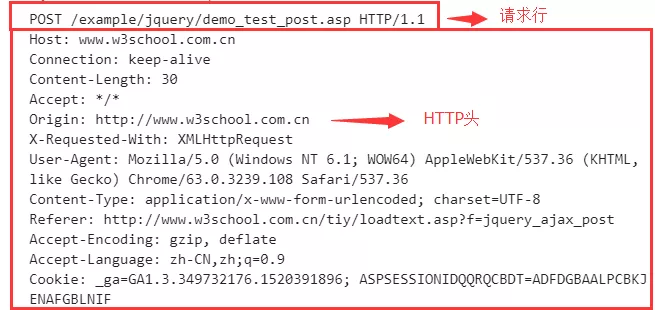 POST /example/jquery/demo_test_post.asp HTTP/1.1
请求行
Host: www.w3school.com.cn
Connection: keep-alive
Content-Length: 30
Accept: */*
Origin: http://www.w3school.com.cn
HTTP头
X-Requested-With: XMLHttpRequest
User-Agent: Mozilla/5.0 (Windows NT 6.1; WOW64) AppleWebKit/537.36 (KHTML,
like Gecko) Chrome/63.0.3239.108 Safari/537.36
Content-Type: application/x-www-form-urlencoded; charset=UTF-8
Referer: http://www.w3school.com.cn/tiy/loadtext.asp?f=jquery_ajax_post
Accept-Encoding: gzip, deflate
Accept-Language: zh-CN,zh;q=0.9
Cookie: _ga=GA1.3.349732176.1520391896; ASPSESSIONIDQQRQCBDT=ADFDGBAALPCBKJ
ENAFGBLNIF